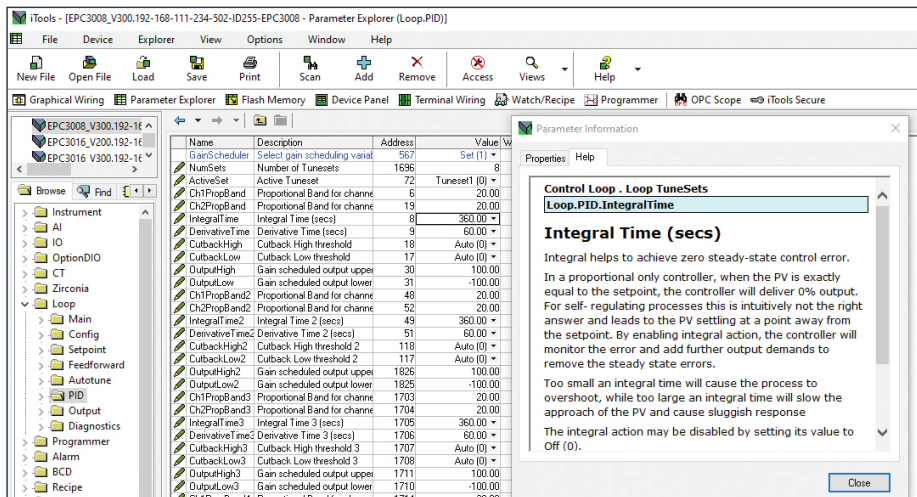 iTools - [EPC3008_V300.192-168-111-234-502-ID255-EPC3008 - Parameter Explorer (Loop.PID)]
File Device Explorer View Options Window Help
New File Open File Load Save Print Scan Add Remove Access Views Help
Graphical Wiring Parameter Explorer Flash Memory Device Panel Terminal Wiring Watch/Recipe Programmer OPC Scope iTools Secure
EPC3008_V300.192-16
EPC3016_V200.192-16
EPC3016 V300.192-16
Browse Find
Instrument
AI
IO
OptionDIO
CT
Zirconia
Loop
Main
Config
Setpoint
Feedforward
Autotune
PID
Output
Diagnostics
Programmer
Alarm
BCD
Recipe
Name Description Address Value W
GainScheduler Select gain scheduling variabl 567 Set (1)
NumSets Number of Tunesets 1696 8
ActiveSet Active Tuneset 72 Tuneset1 (0)
Ch1PropBand Proportional Band for channe 6 20.00
Ch2PropBand Proportional Band for channe 19 20.00
IntegralTime Integral Time (secs) 8 360.00
DerivativeTime Derivative Time (secs) 9 60.00
CutbackHigh Cutback High threshold 18 Auto (0)
CutbackLow Cutback Low threshold 17 Auto (0)
OutputHigh Gain scheduled output upper 30 100.00
OutputLow Gain scheduled output lower 31 -100.00
Ch1PropBand2 Proportional Band for channe 48 20.00
Ch2PropBand2 Proportional Band for channe 52 20.00
IntegralTime2 Integral Time 2 (secs) 49 360.00
DerivativeTime2 Derivative Time 2 (secs) 51 60.00
CutbackHigh2 Cutback High threshold 2 118 Auto (0)
CutbackLow2 Cutback Low threshold 2 117 Auto (0)
OutputHigh2 Gain scheduled output upper 1826 100.00
OutputLow2 Gain scheduled output lower 1825 -100.00
Ch1PropBand3 Proportional Band for channe 1703 20.00
Ch2PropBand3 Proportional Band for channe 1704 20.00
IntegralTime3 Integral Time 3 (secs) 1705 360.00
DerivativeTime3 Derivative Time 3 (secs) 1706 60.00
CutbackHigh3 Cutback High threshold 3 1707 Auto (0)
CutbackLow3 Cutback Low threshold 3 1708 Auto (0)
OutputHigh3 Gain scheduled output upper 1711 100.00
OutputLow3 Gain scheduled output lower 1710 -100.00
Parameter Information
Properties Help
Control Loop . Loop TuneSets
Loop.PID.IntegralTime
Integral Time (secs)
Integral helps to achieve zero steady-state control error.
In a proportional only controller, when the PV is exactly
equal to the setpoint, the controller will deliver 0% output.
For self- regulating processes this is intuitively not the right
answer and leads to the PV settling at a point away from
the setpoint. By enabling integral action, the controller will
monitor the error and add further output demands to
remove the steady state errors.
Too small an integral time will cause the process to
overshoot, while too large an integral time will slow the
approach of the PV and cause sluggish response
The integral action may be disabled by setting its value to
Off (0).
Close